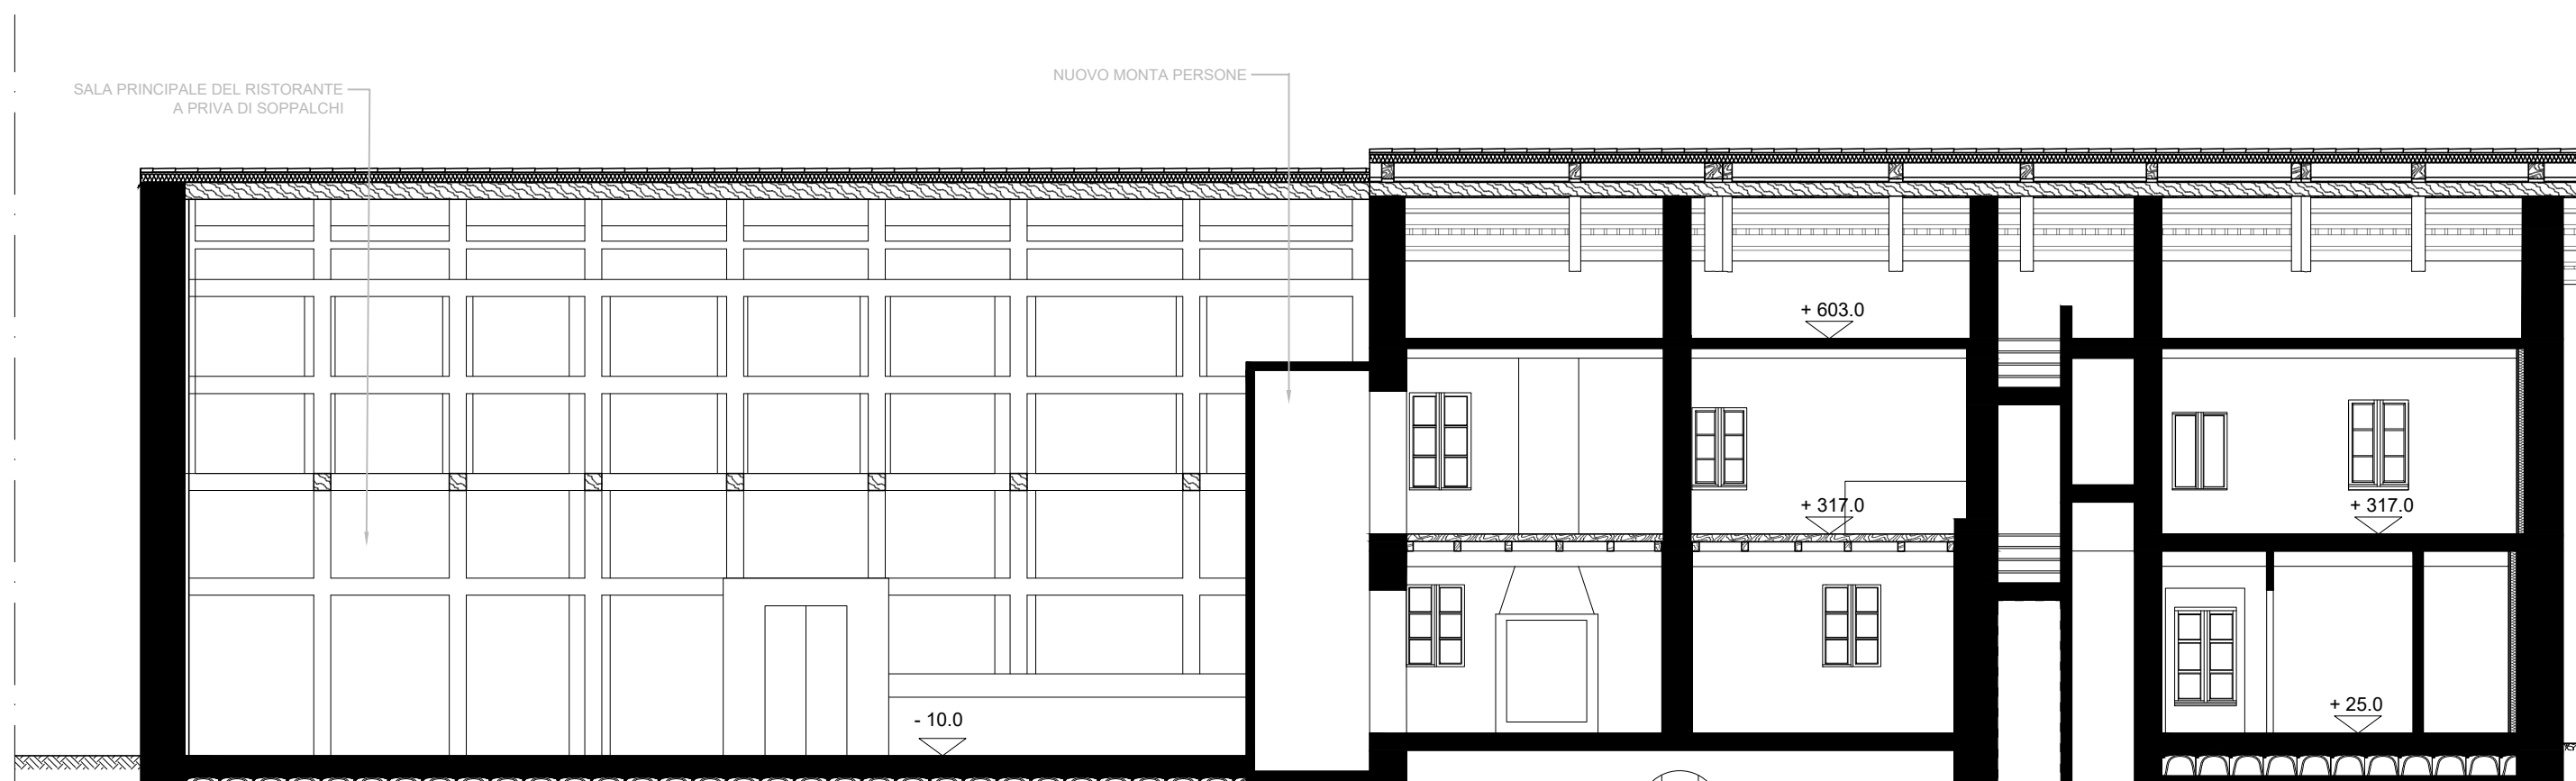 SALA PRINCIPALE DEL RISTORANTE
A PRIVA DI SOPPALCHI
NUOVO MONTA PERSONE
+ 603.0
+ 317.0
+ 317.0
+ 25.0
- 10.0